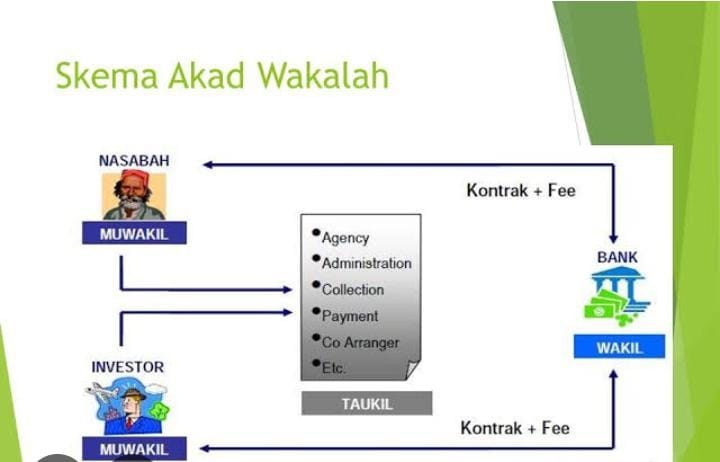 Skema Akad Wakalah
NASABAH
MUWAKIL
Kontrak + Fee
• Agency
• Administration
• Collection
• Payment
• Co Arranger
• Etc.
TAUKIL
BANK
WAKIL
INVESTOR
MUWAKIL
Kontrak + Fee